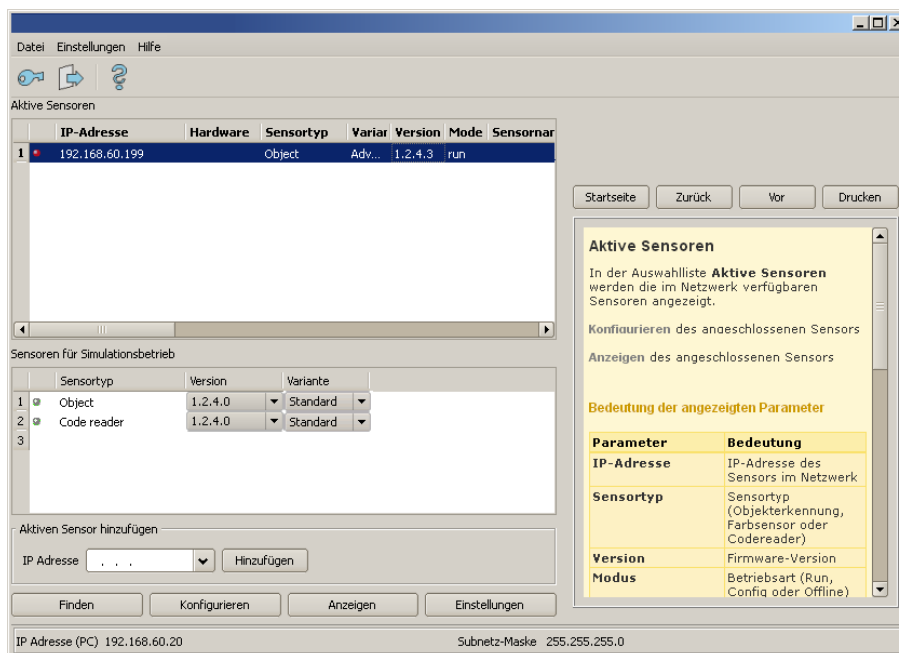 Datei Einstellungen Hilfe
Aktive Sensoren
IP-Adresse Hardware Sensortyp Variar Version Mode Sensornar
1 192.168.60.199 Object Adv... 1.2.4.3 run
Startseite Zurück Vor Drucken
Aktive Sensoren
In der Auswahlliste Aktive Sensoren
werden die im Netzwerk verfügbaren
Sensoren angezeigt.
Konfigurieren des angeschlossenen Sensors
Anzeigen des angeschlossenen Sensors
Bedeutung der angezeigten Parameter
Parameter Bedeutung
IP-Adresse IP-Adresse des
Sensors im Netzwerk
Sensortyp Sensortyp
(Objekterkennung,
Farbsensor oder
Codereader)
Version Firmware-Version
Modus Betriebsart (Run,
Config oder Offline)
Sensoren für Simulationsbetrieb
Sensortyp Version Variante
1 Object 1.2.4.0 Standard
2 Code reader 1.2.4.0 Standard
3
Aktiven Sensor hinzufügen
IP Adresse . . . Hinzufügen
Finden Konfigurieren Anzeigen Einstellungen
IP Adresse (PC) 192.168.60.20 Subnetz-Maske 255.255.255.0